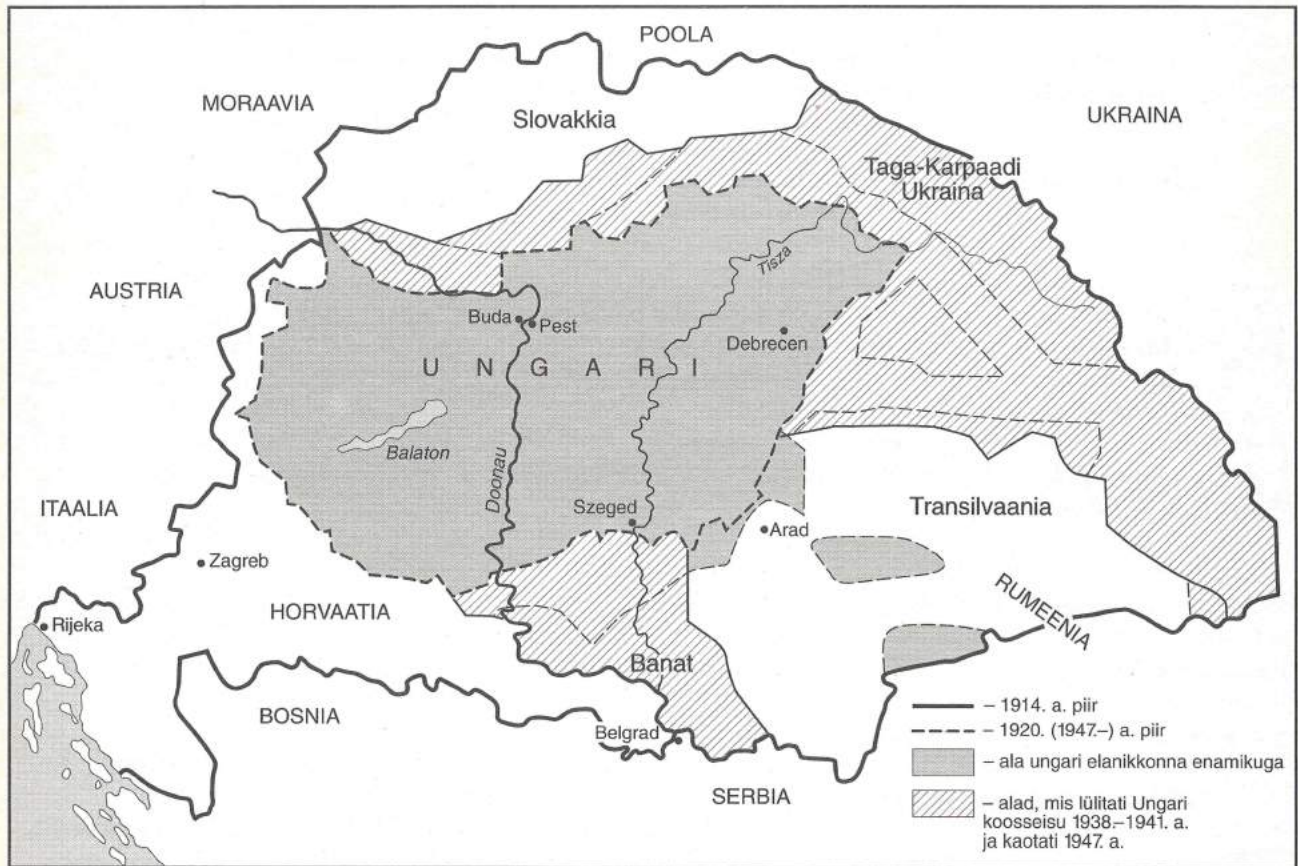 POOLA
MORAAVIA
UKRAINA
Slovakkia
Taga-Karpaadi
Ukraina
Tisza
AUSTRIA
Buda
Pest
Debrecen
UNGARI
Balaton
Doonau
ITAALIA
Szeged
Arad
Transilvaania
Zagreb
HORVAATIA
RUMEENIA
Rijeka
Banat
BOSNIA
Belgrad
SERBIA
– 1914. a. piir
– 1920. (1947.–) a. piir
– ala ungari elanikkonna enamikuga
– alad, mis lülitati Ungari
koosseisu 1938.–1941. a.
ja kaotati 1947. a.